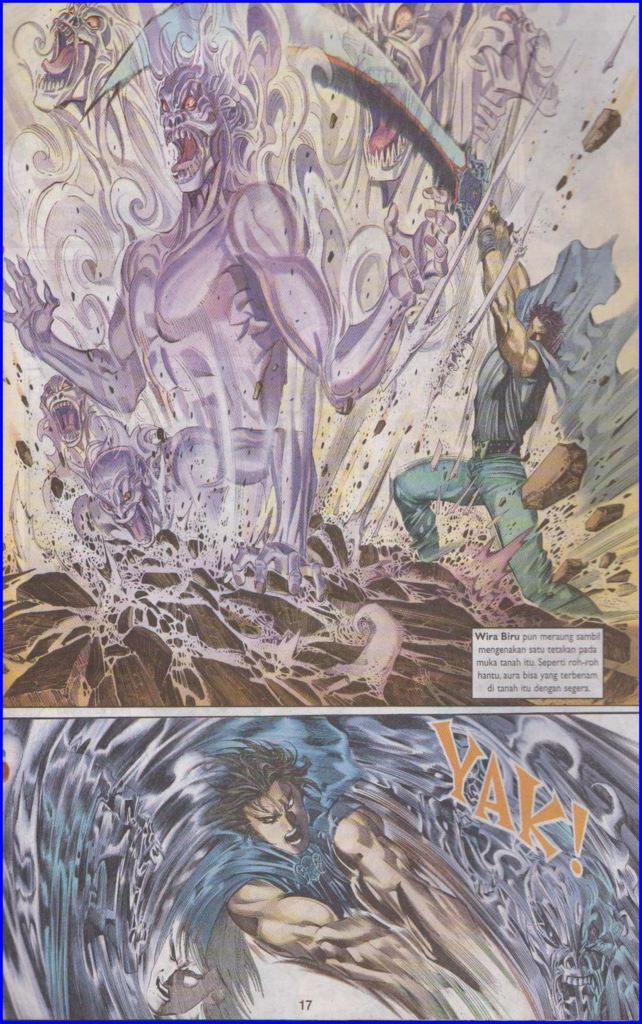 Wira Biru pun meraung sambil
mengenakan satu tetakan pada
muka tanah itu. Seperti roh-roh
hantu, aura bisa yang terbenam
di tanah itu dengan segera.
YAK!
17